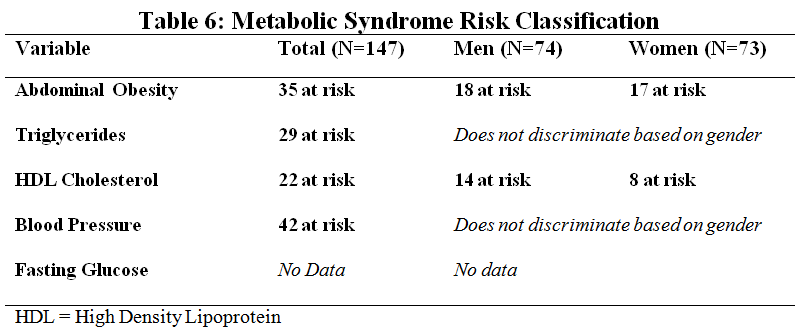 Table 6: Metabolic Syndrome Risk Classification
Variable Total (N=147) Men (N=74) Women (N=73)
Abdominal Obesity 35 at risk 18 at risk 17 at risk
Triglycerides 29 at risk Does not discriminate based on gender
HDL Cholesterol 22 at risk 14 at risk 8 at risk
Blood Pressure 42 at risk Does not discriminate based on gender
Fasting Glucose No Data No data
HDL = High Density Lipoprotein